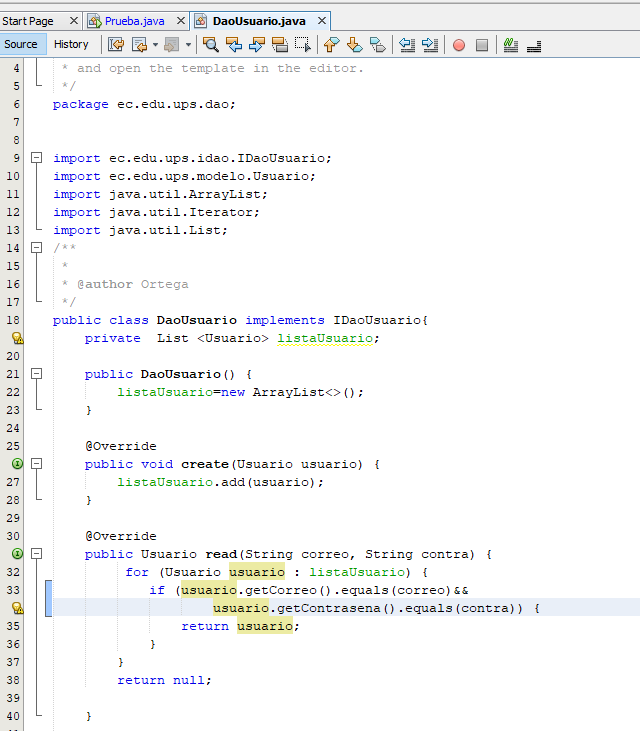 Start Page
Prueba.java
DaoUsuario.java
Source
History
4 * and open the template in the editor.
5 */
6 package ec.edu.ups.dao;
7
8
9 import ec.edu.ups.idao.IDaoUsuario;
10 import ec.edu.ups.modelo.Usuario;
11 import java.util.ArrayList;
12 import java.util.Iterator;
13 import java.util.List;
14 /**
15 *
16 * @author Ortega
17 */
18 public class DaoUsuario implements IDaoUsuario{
private  List <Usuario> listaUsuario;
20
21 public DaoUsuario() {
22 listaUsuario=new ArrayList<>();
23 }
24
25 @Override
public void create(Usuario usuario) {
27 listaUsuario.add(usuario);
28 }
29
30 @Override
public Usuario read(String correo, String contra) {
32 for (Usuario usuario : listaUsuario) {
33 if (usuario.getCorreo().equals(correo)&&
usuario.getContrasena().equals(contra)) {
35 return usuario;
36 }
37 }
38 return null;
39
40 }